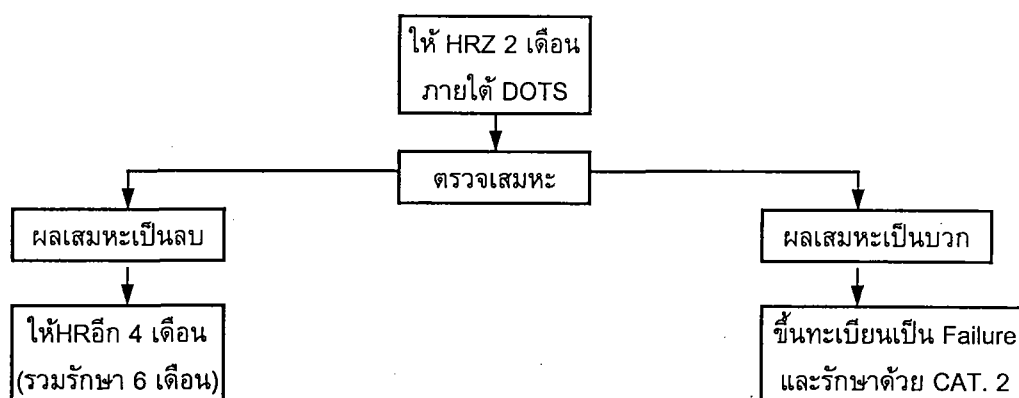 ให้ HRZ 2 เดือน
ภายใต้ DOTS
ตรวจเสมหะ
ผลเสมหะเป็นลบ
ผลเสมหะเป็นบวก
ให้HRอีก 4 เดือน
(รวมรักษา 6 เดือน)
ขึ้นทะเบียนเป็น Failure
และรักษาด้วย CAT. 2